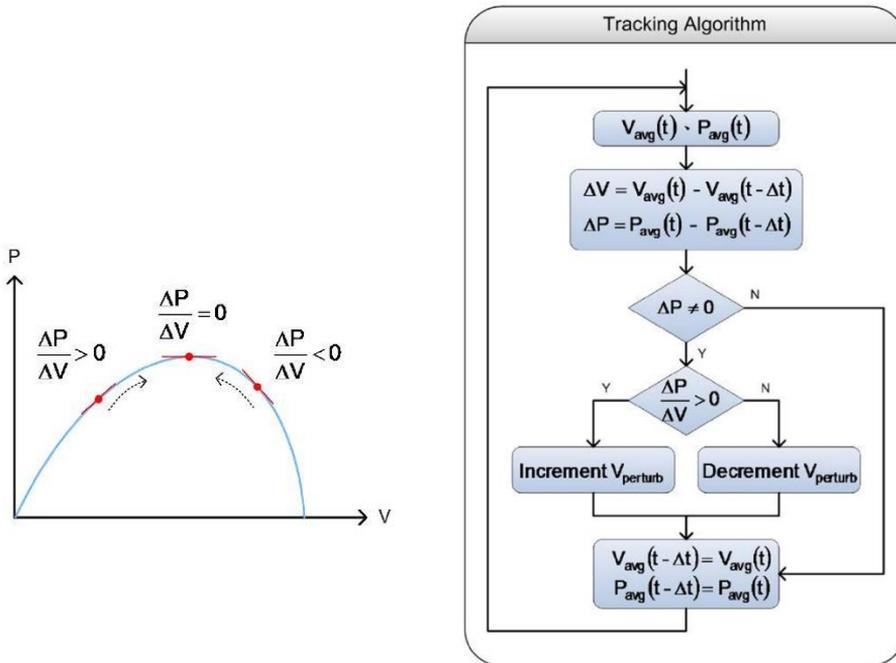 P
ΔP/ΔV > 0
ΔP/ΔV = 0
ΔP/ΔV < 0
V
Tracking Algorithm
Vavg(t)、Pavg(t)
ΔV = Vavg(t) - Vavg(t - Δt)
ΔP = Pavg(t) - Pavg(t - Δt)
ΔP ≠ 0
N
Y
ΔP/ΔV > 0
Y
N
Increment Vperturb
Decrement Vperturb
Vavg(t - Δt) = Vavg(t)
Pavg(t - Δt) = Pavg(t)